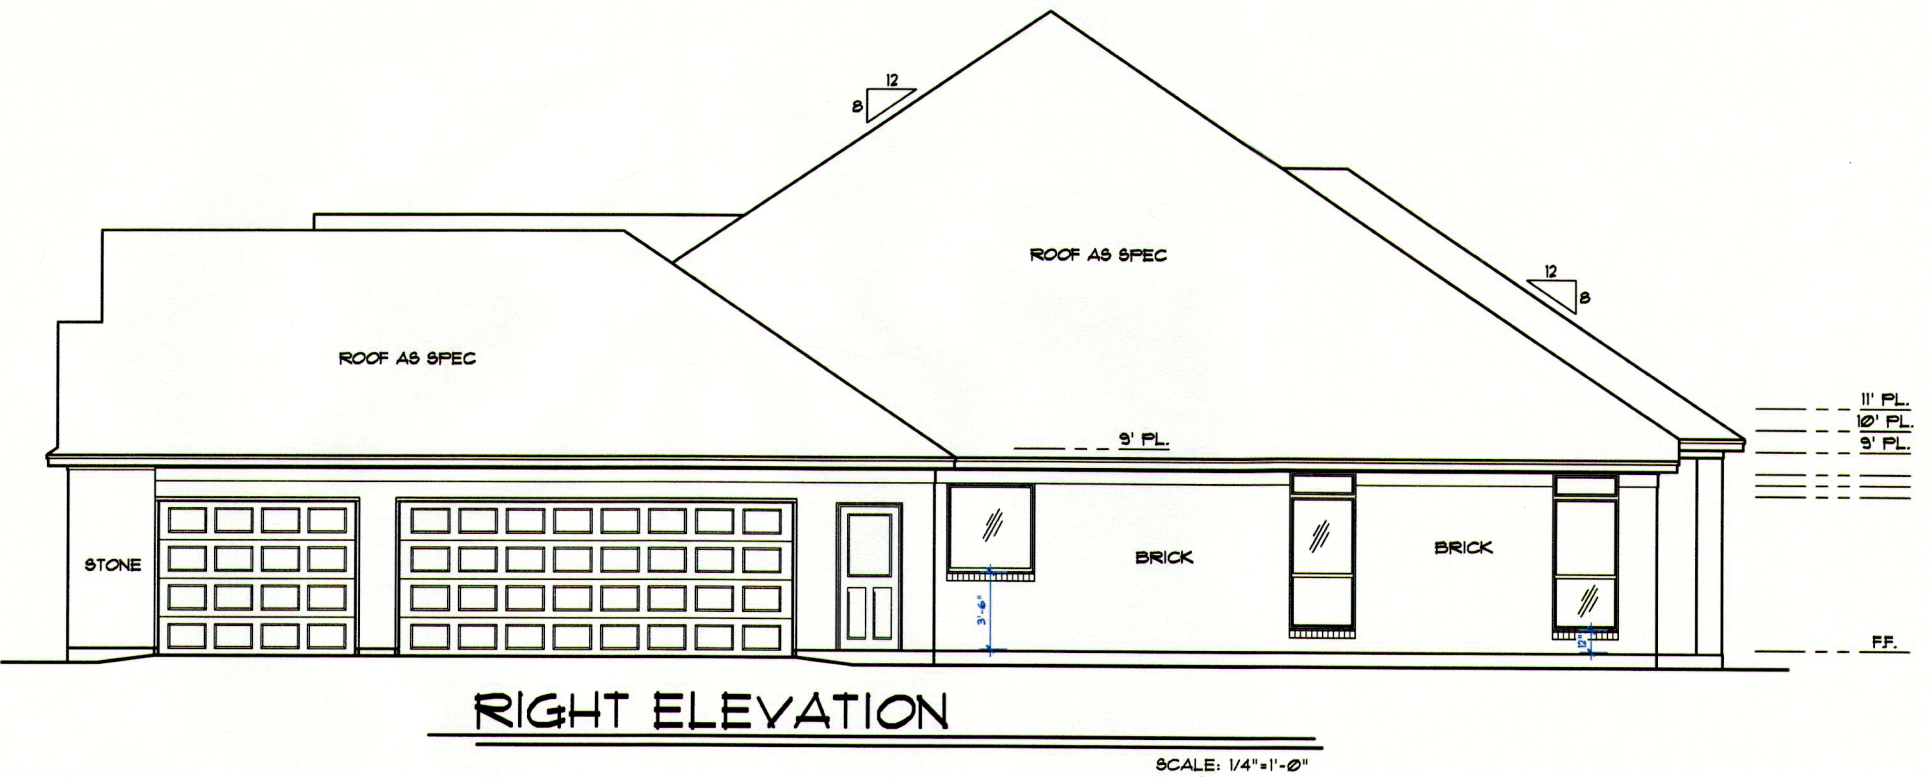 12
8
12
8
ROOF AS SPEC
ROOF AS SPEC
11' PL.
10' PL.
9' PL.
9' PL.
STONE
BRICK
BRICK
3'-6"
12"
F.F.
RIGHT ELEVATION
SCALE: 1/4"=1'-0"